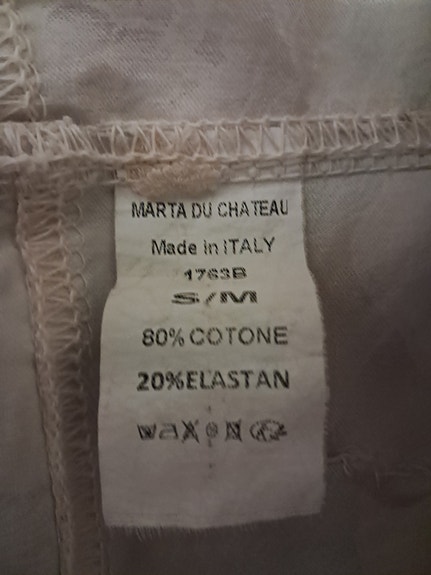 MARTA DU CHATEAU
Made in ITALY
1763B
S/M
80% COTONE
20%ELASTAN